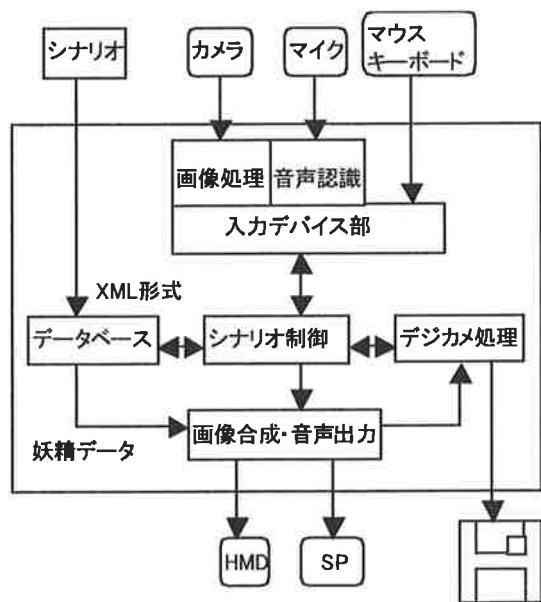 シナリオ
カメラ
マイク
マウス
キーボード
画像処理
音声認識
入力デバイス部
XML形式
データベース
シナリオ制御
デジカメ処理
画像合成・音声出力
妖精データ
HMD
SP